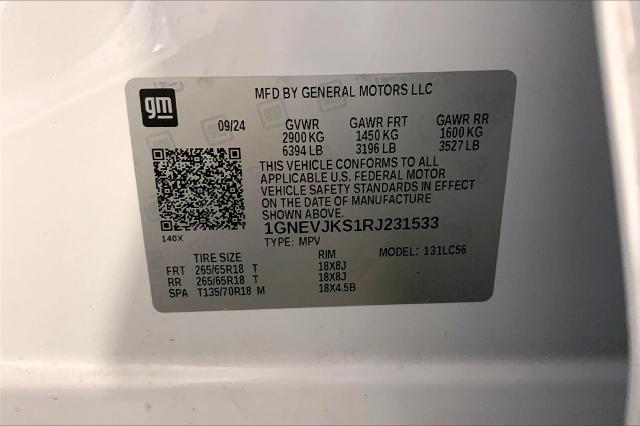 MFD BY GENERAL MOTORS LLC
gm
09/24 GVWR GAWR FRT GAWR RR
2900 KG 1450 KG 1600 KG
6394 LB 3196 LB 3527 LB
THIS VEHICLE CONFORMS TO ALL
APPLICABLE U.S. FEDERAL MOTOR
VEHICLE SAFETY STANDARDS IN EFFECT
ON THE DATE OF MANUFACTURE
SHOWN ABOVE.
1GNEVJKS1RJ231533
140X TYPE: MPV
TIRE SIZE RIM MODEL: 131LC56
FRT 265/65R18 T 18X8J
RR 265/65R18 T 18X8J
SPA T135/70R18 M 18X4.5B